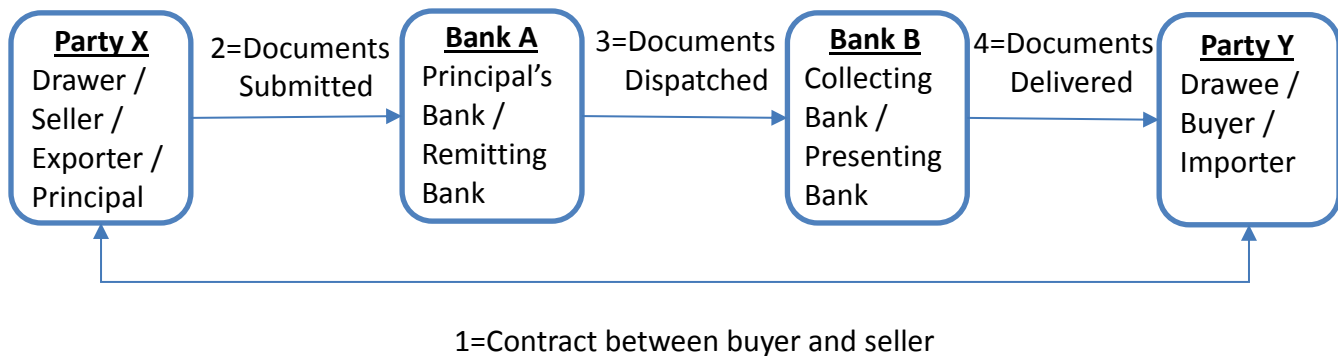 Party X
Drawer /
Seller /
Exporter /
Principal
2=Documents
Submitted
Bank A
Principal’s
Bank /
Remitting
Bank
3=Documents
Dispatched
Bank B
Collecting
Bank /
Presenting
Bank
4=Documents
Delivered
Party Y
Drawee /
Buyer /
Importer
1=Contract between buyer and seller